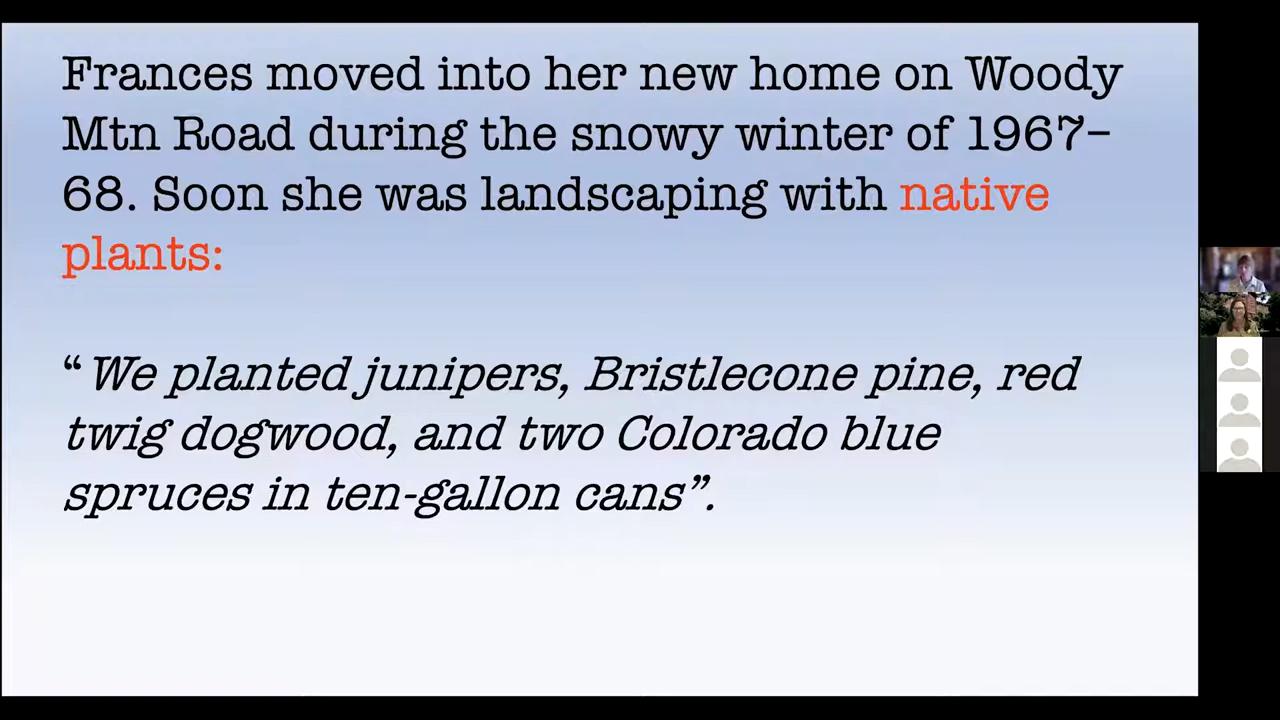 Frances moved into her new home on Woody
Mtn Road during the snowy winter of 1967–
68. Soon she was landscaping with native
plants:
“ We planted junipers, Bristlecone pine, red
twig dogwood, and two Colorado blue
spruces in ten-gallon cans”.